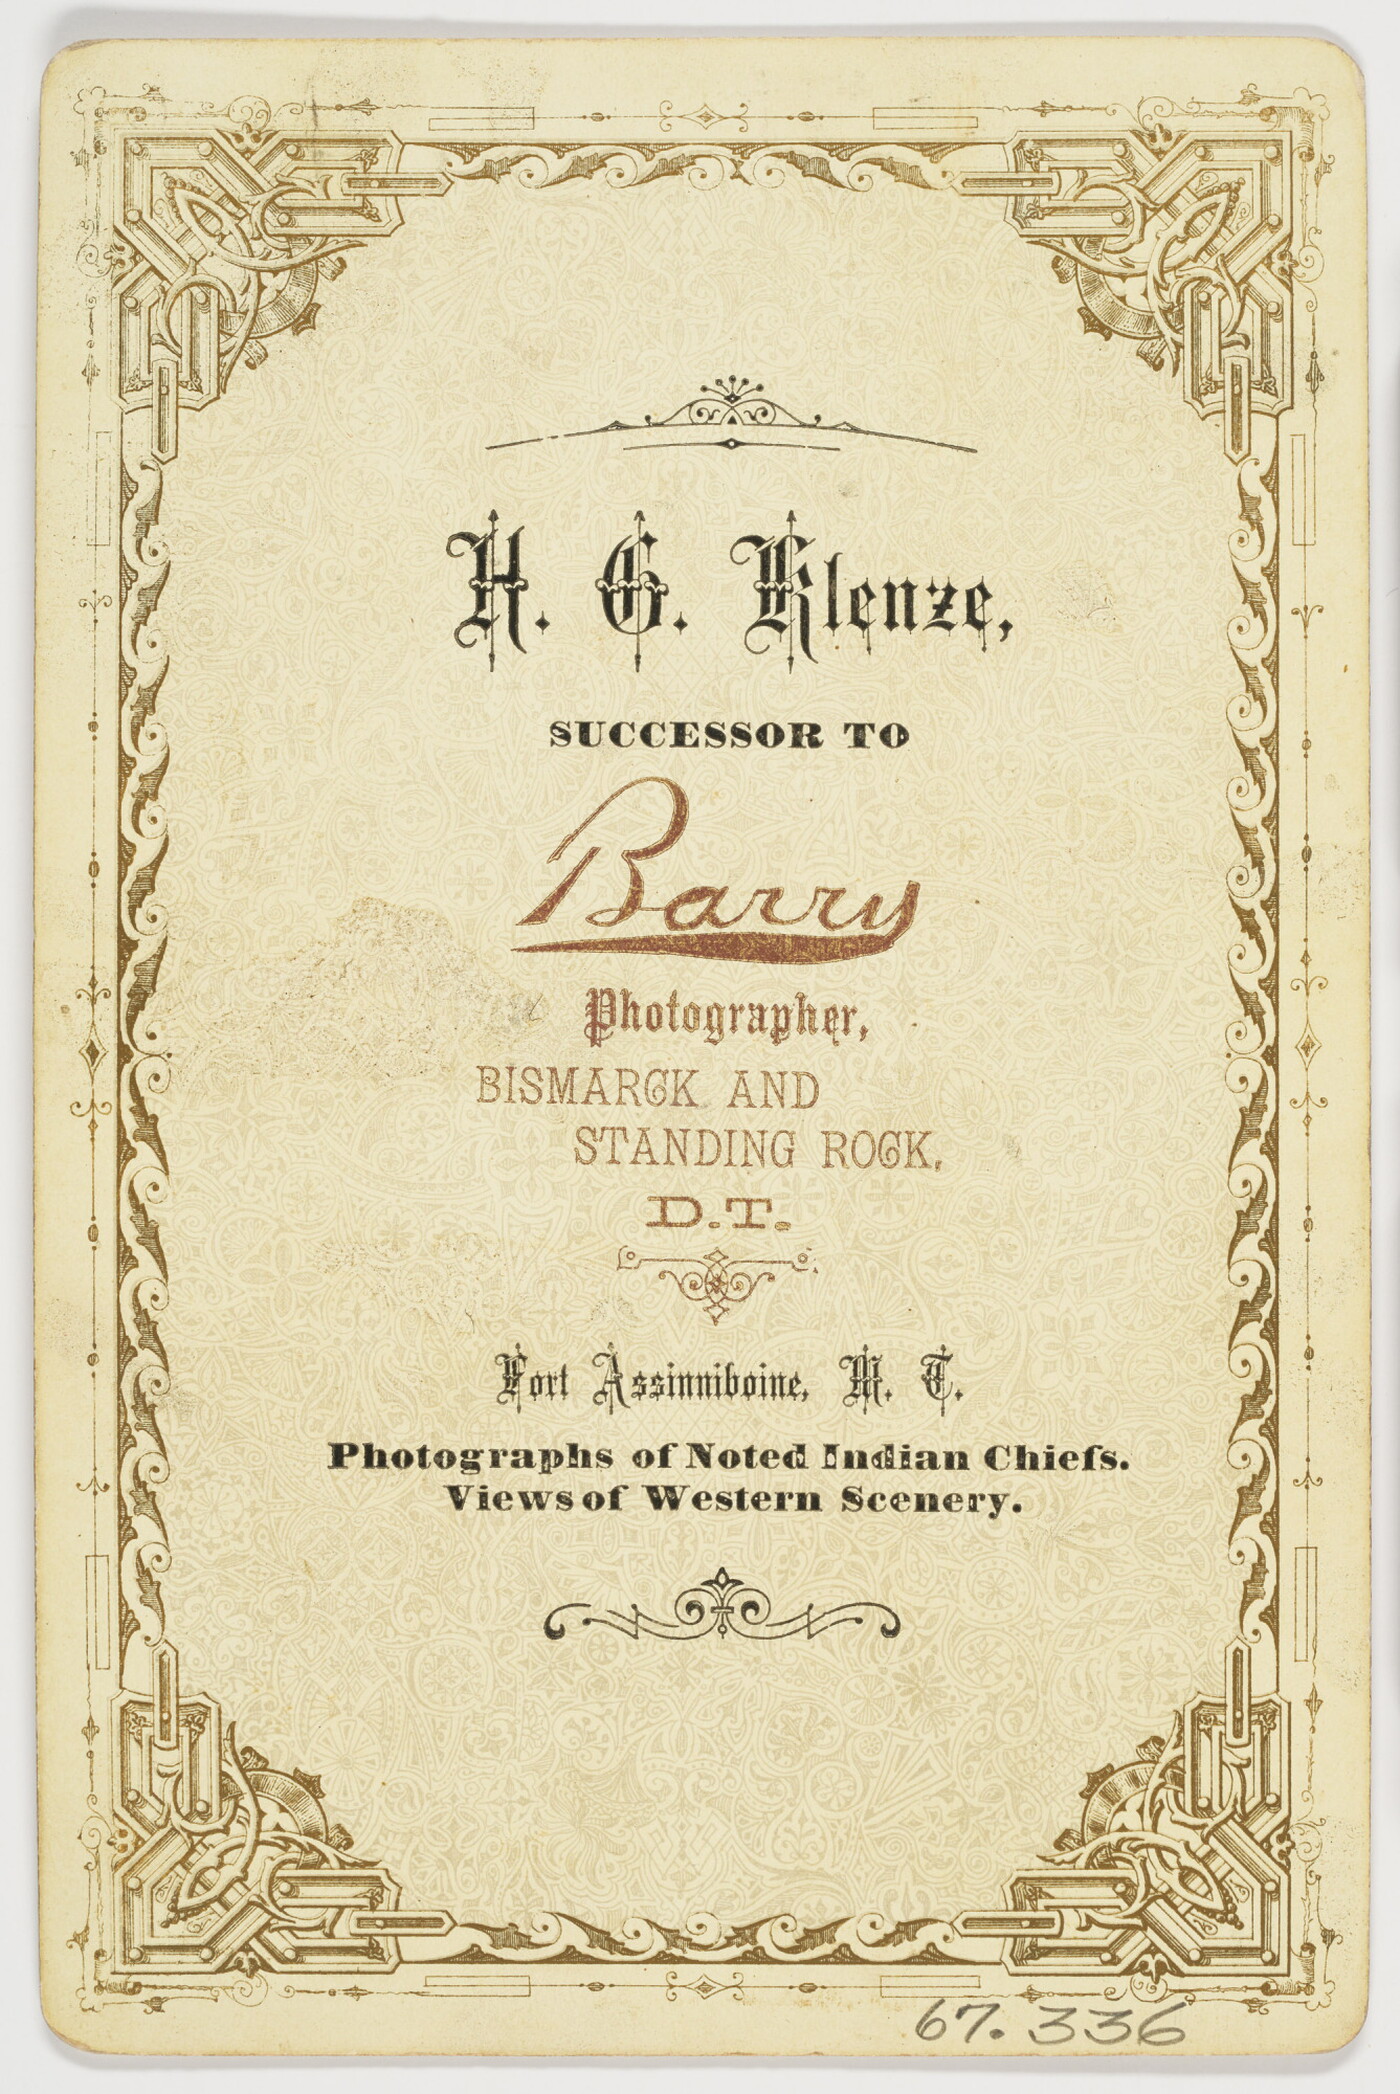 H. G. Klenze,
SUCCESSOR TO
Barry
Photographer,
BISMARCK AND
STANDING ROCK,
D.T.
Fort Assinniboine, M. T.
Photographs of Noted Indian Chiefs.
Views of Western Scenery.
67.336